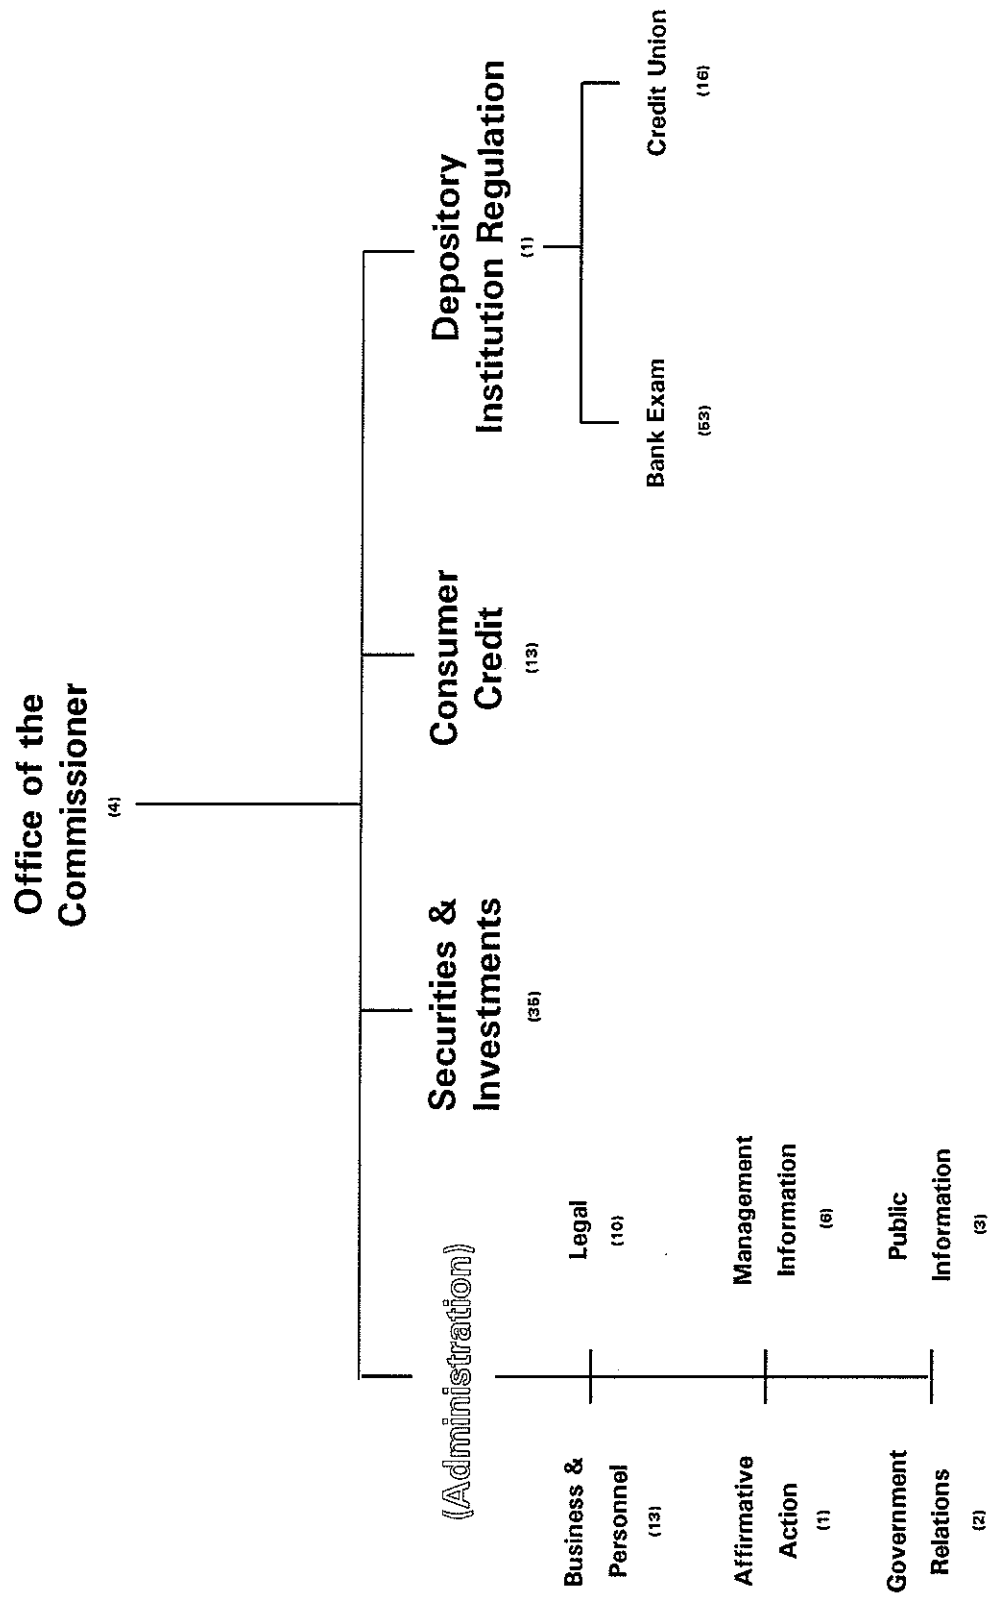 Office of the
Commissioner
(4)
(Administration)
Securities &
Investments
(35)
Consumer
Credit
(13)
Depository
Institution Regulation
(1)
Business &
Personnel
(13)
Legal
(10)
Affirmative
Action
(1)
Management
Information
(6)
Government
Relations
(2)
Public
Information
(3)
Bank Exam
(53)
Credit Union
(16)